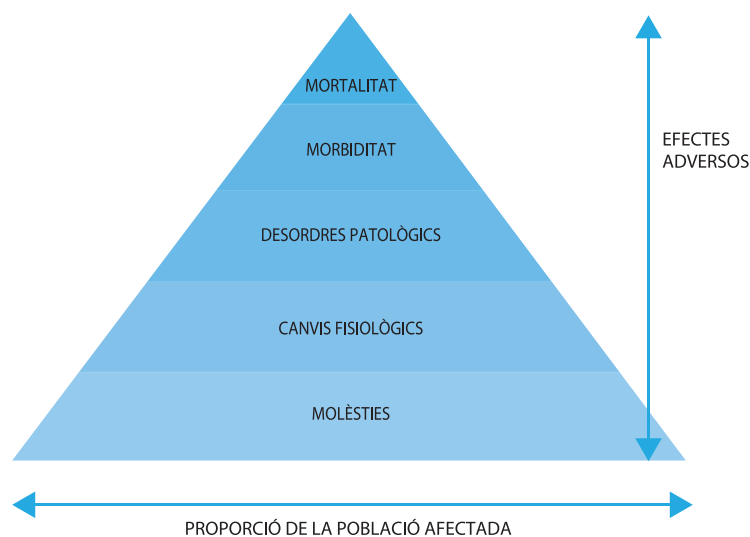 MORTALITAT
MORBIDITAT
DESORDRES PATOLÒGICS
CANVIS FISIOLÒGICS
MOLÈSTIES
EFECTES
ADVERSOS
PROPORCIÓ DE LA POBLACIÓ AFECTADA